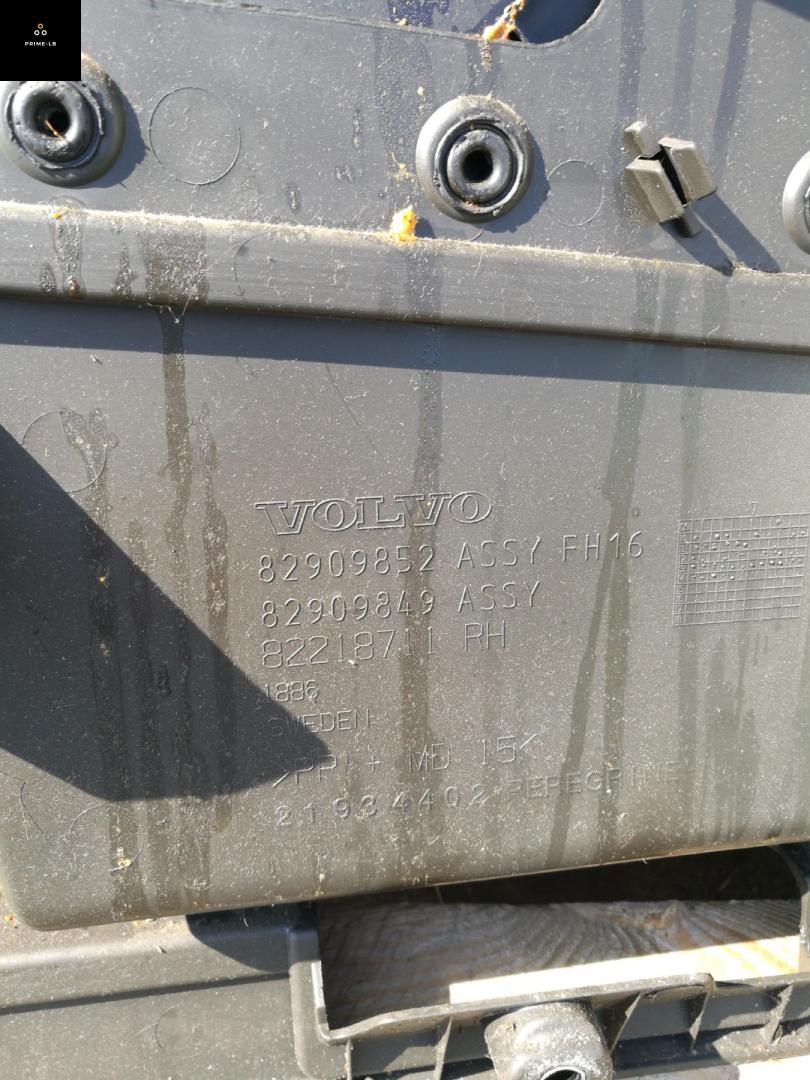 PRIME-LB
VOLVO
82909852 ASSY FH16
82909849 ASSY
82218711 RH
1886
SWEDEN
>PP + MD 15<
21934402 PEREGRINE